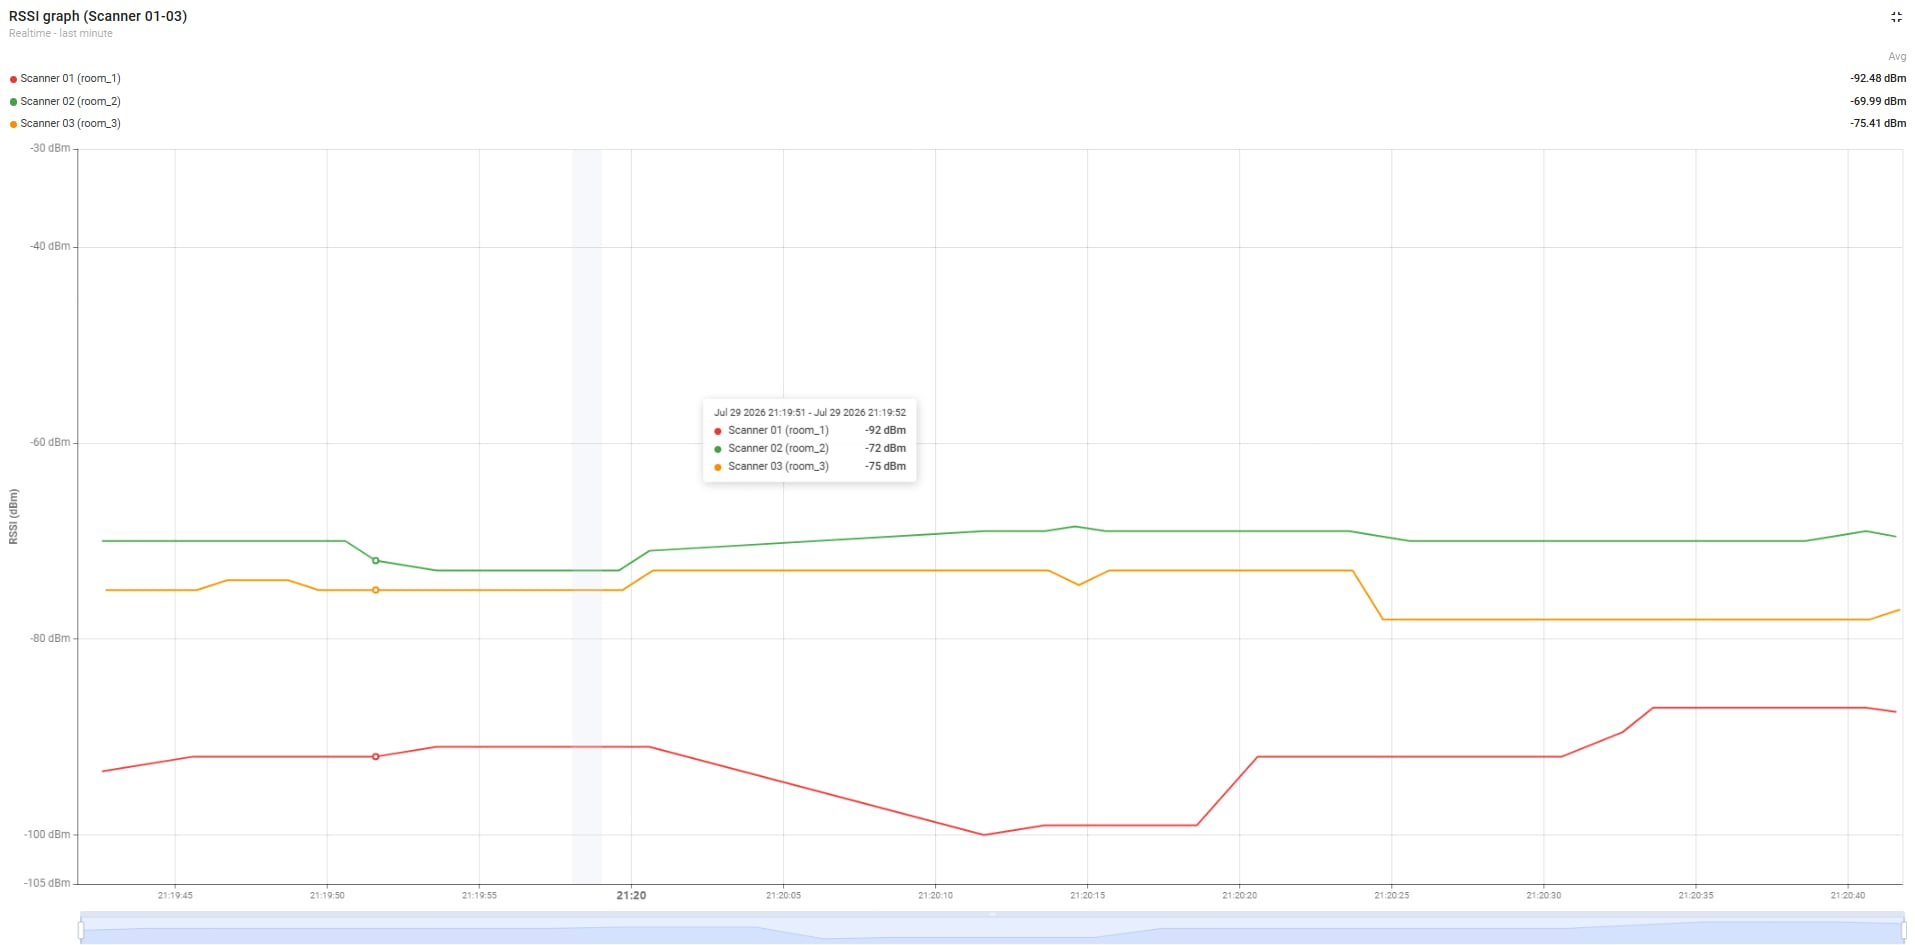 RSSI graph (Scanner 01-03)
Realtime - last minute
Avg
Scanner 01 (room_1) -92.48 dBm
Scanner 02 (room_2) -69.99 dBm
Scanner 03 (room_3) -75.41 dBm
-30 dBm
-40 dBm
-60 dBm
-80 dBm
-100 dBm
-105 dBm
RSSI (dBm)
Jul 29 2026 21:19:51 - Jul 29 2026 21:19:52
Scanner 01 (room_1) -92 dBm
Scanner 02 (room_2) -72 dBm
Scanner 03 (room_3) -75 dBm
21:19:45 21:19:50 21:19:55 21:20 21:20:05 21:20:10 21:20:15 21:20:20 21:20:25 21:20:30 21:20:35 21:20:40